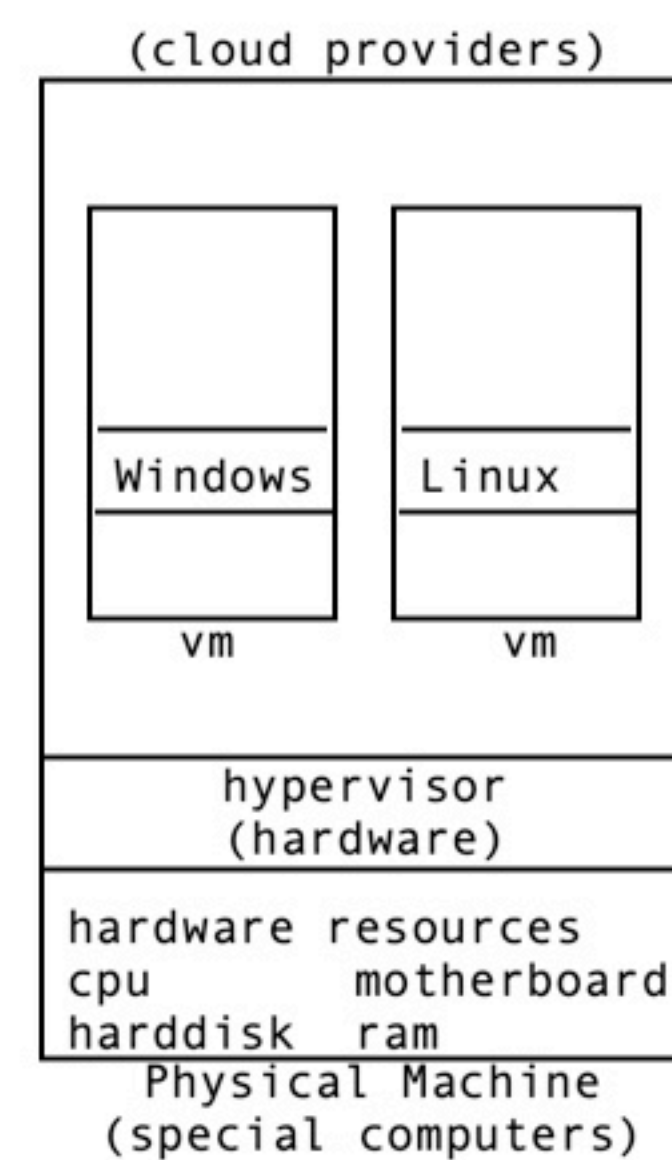 (cloud providers)
Windows
Linux
vm
vm
hypervisor
(hardware)
hardware resources
cpu motherboard
harddisk ram
Physical Machine
(special computers)